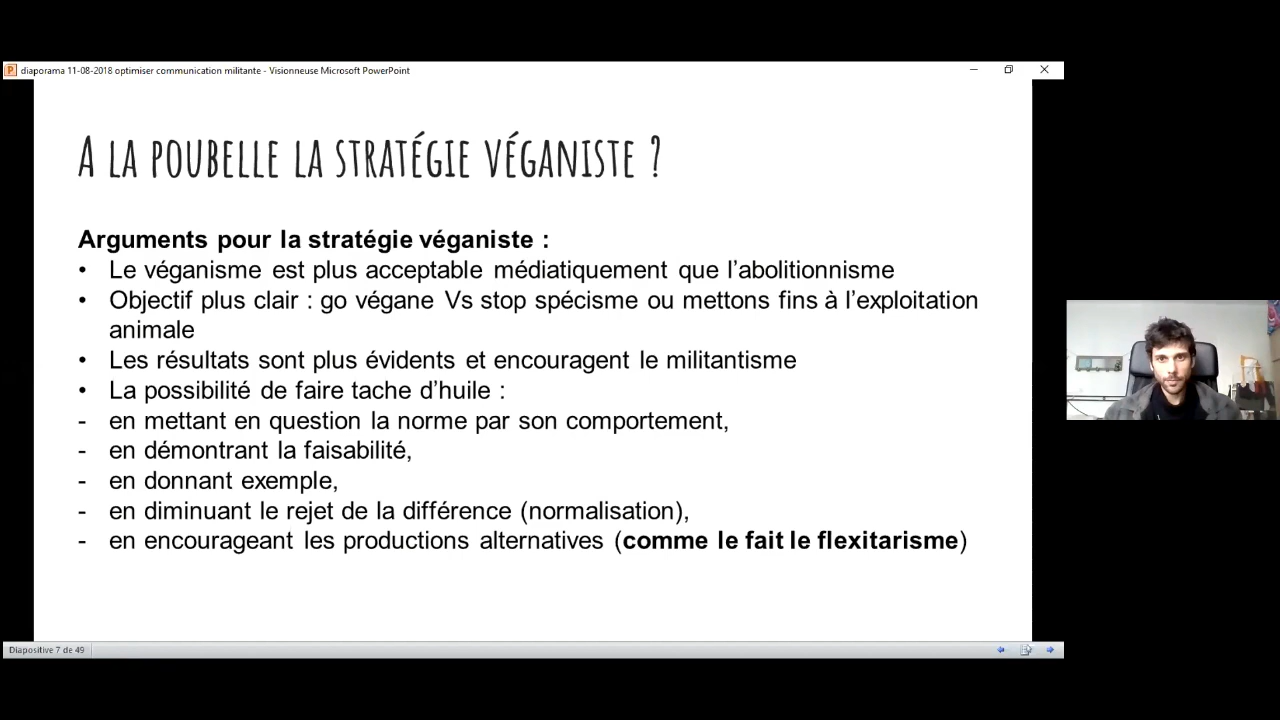 diaporama 11-08-2018 optimiser communication militante - Visionneuse Microsoft PowerPoint
A LA POUBELLE LA STRATÉGIE VÉGANISTE ?
Arguments pour la stratégie véganiste :
• Le véganisme est plus acceptable médiatiquement que l’abolitionnisme
• Objectif plus clair : go végane Vs stop spécisme ou mettons fins à l’exploitation
animale
• Les résultats sont plus évidents et encouragent le militantisme
• La possibilité de faire tache d’huile :
- en mettant en question la norme par son comportement,
- en démontrant la faisabilité,
- en donnant exemple,
- en diminuant le rejet de la différence (normalisation),
- en encourageant les productions alternatives (comme le fait le flexitarisme)
Diapositive 7 de 49